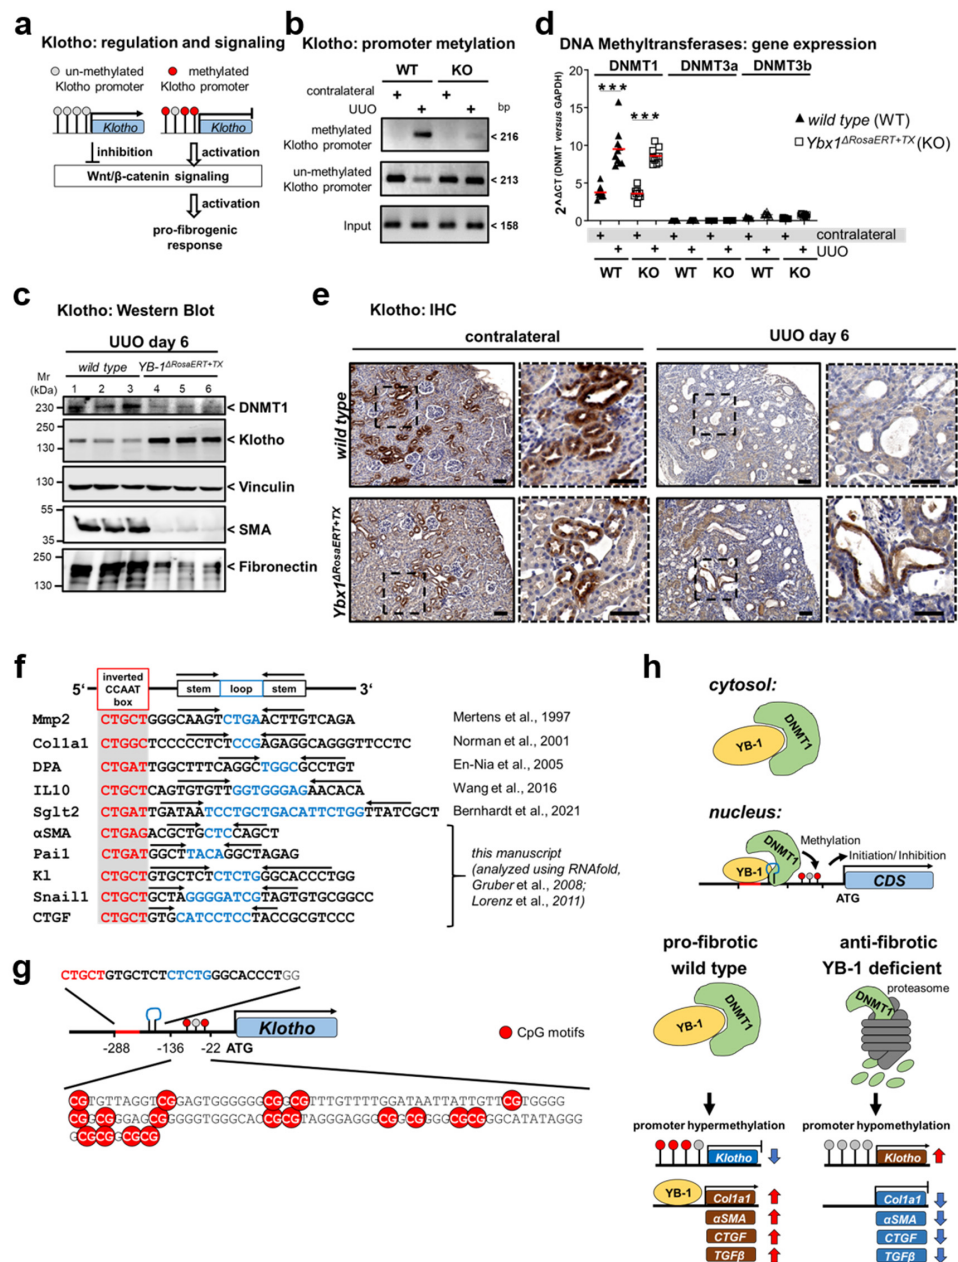 a
Klotho: regulation and signaling
un-methylated
Klotho promoter
methylated
Klotho promoter
Klotho
Klotho
inhibition
activation
Wnt/β-catenin signaling
activation
pro-fibrogenic
response
b
Klotho: promoter metylation
WT KO
contralateral + +
UUO + + bp
methylated
Klotho promoter
< 216
un-methylated
Klotho promoter
< 213
Input
< 158
c
Klotho: Western Blot
UUO day 6
wild type YB-1ΔRosaERT+TX
Mr
(kDa)
1 2 3 4 5 6
230
< DNMT1
250
130
< Klotho
130
< Vinculin
55
35
< SMA
250
130
< Fibronectin
d
DNA Methyltransferases: gene expression
DNMT1 DNMT3a DNMT3b
2^ΔCT (DNMT versus GAPDH)
20
15
10
5
0
*** ***
wild type (WT)
Ybx1ΔRosaERT+TX (KO)
+ + + + + + contralateral
+ + + + + + UUO
WT KO WT KO WT KO
e
Klotho: IHC
contralateral UUO day 6
wild type
Ybx1ΔRosaERT+TX
f
5‘ inverted
CCAAT
box
stem loop stem 3‘
Mmp2 CTGCTGGGCAAGTCTGAACTTGTCAGA Mertens et al., 1997
Col1a1 CTGGCTCCCCCTCTCCGAGAGGCAGGGTTCCTC Norman et al., 2001
DPA CTGATTGGCTTTCAGGCTGGCGCCTGT En-Nia et al., 2005
IL10 CTGCTCAGTGTGTTGGTGGGAGAACACA Wang et al., 2016
Sglt2 CTGATTGATAATCCTGCTGACATTCTGGTTATCGCT Bernhardt et al., 2021
αSMA CTGAGACGCTGCTCCAGCT
Pai1 CTGATGGCTTACAGGCTAGAG
Kl CTGCTGTGCTCTCTCTGGGCACCCTGG
Snail1 CTGCTGCTAGGGGATCGTAGTGTGCGGC
CTGF CTGCTGTGCATCCTCCTACCGCGTCCC
this manuscript
(analyzed using RNAfold,
Gruber et al., 2008;
Lorenz et al., 2011)
g
CTGCTGTGCTCTCTCTGGGCACCCTGG
Klotho
-288 -136 -22 ATG
CpG motifs
CGTGTTAGGTCGGAGTGGGGGGCGGCGTTTGTTTTGGATAATTATTGTTCGTGGGG
CGGCGGGAGCGGGGGTGGGCACCGCGTAGGGAGGGCGGCGGGGCGCGGGCATATAGGG
GCGCGGCGCG
h
cytosol:
DNMT1
YB-1
nucleus:
DNMT1
YB-1
Methylation
Initiation/ Inhibition
CDS
ATG
pro-fibrotic
wild type
DNMT1
YB-1
anti-fibrotic
YB-1 deficient
proteasome
DNMT1
promoter hypermethylation
Klotho
YB-1
Col1a1
αSMA
CTGF
TGFβ
promoter hypomethylation
Klotho
Col1a1
αSMA
CTGF
TGFβ